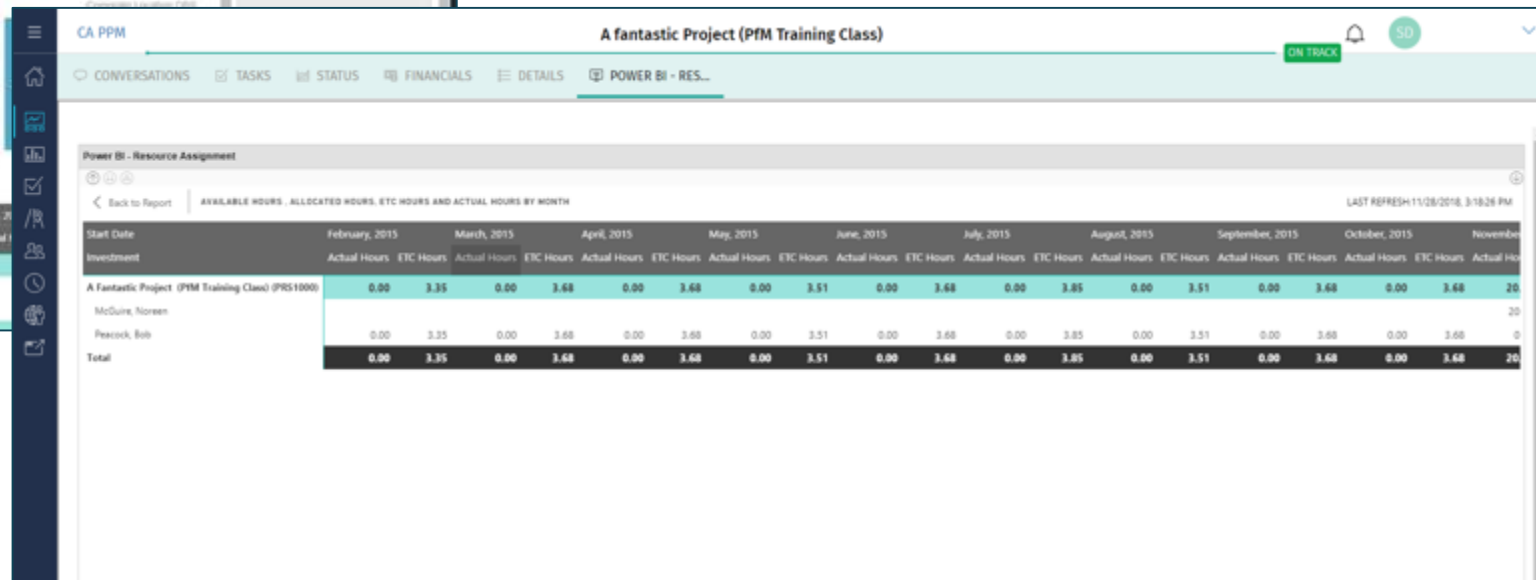 Corporate Location OBS
CA PPM
A fantastic Project (PfM Training Class)
SD
ON TRACK
CONVERSATIONS TASKS STATUS FINANCIALS DETAILS POWER BI - RES...
Power BI - Resource Assignment
Back to Report AVAILABLE HOURS , ALLOCATED HOURS, ETC HOURS AND ACTUAL HOURS BY MONTH LAST REFRESH:11/28/2018, 3:18:26 PM
Start Date February, 2015 March, 2015 April, 2015 May, 2015 June, 2015 July, 2015 August, 2015 September, 2015 October, 2015 Novembe
Investment Actual Hours ETC Hours Actual Hours ETC Hours Actual Hours ETC Hours Actual Hours ETC Hours Actual Hours ETC Hours Actual Hours ETC Hours Actual Hours ETC Hours Actual Hours ETC Hours Actual Hours ETC Hours Actual Ho
A Fantastic Project (PfM Training Class) (PRS1000) 0.00 3.35 0.00 3.68 0.00 3.68 0.00 3.51 0.00 3.68 0.00 3.85 0.00 3.51 0.00 3.68 0.00 3.68 20.
McGuire, Noreen 20
Peacock, Bob 0.00 3.35 0.00 3.68 0.00 3.68 0.00 3.51 0.00 3.68 0.00 3.85 0.00 3.51 0.00 3.68 0.00 3.68 0
Total 0.00 3.35 0.00 3.68 0.00 3.68 0.00 3.51 0.00 3.68 0.00 3.85 0.00 3.51 0.00 3.68 0.00 3.68 20.